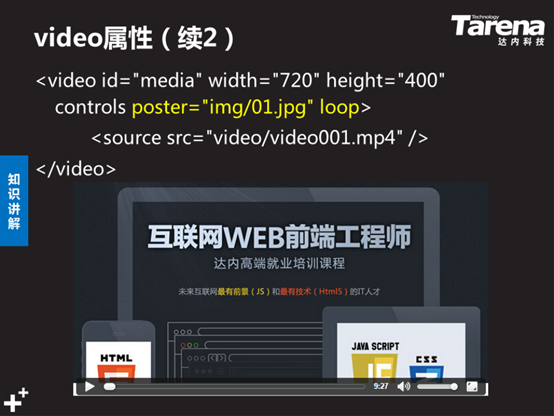 video属性（续2）
Technology
Tarena
达内科技
<video id="media" width="720" height="400"
controls poster="img/01.jpg" loop>
<source src="video/video001.mp4" />
</video>
知识讲解
互联网WEB前端工程师
达内高端就业培训课程
未来互联网最有前景（JS）和最有技术（Html5）的IT人才
HTML
JAVA SCRIPT
CSS
9:27